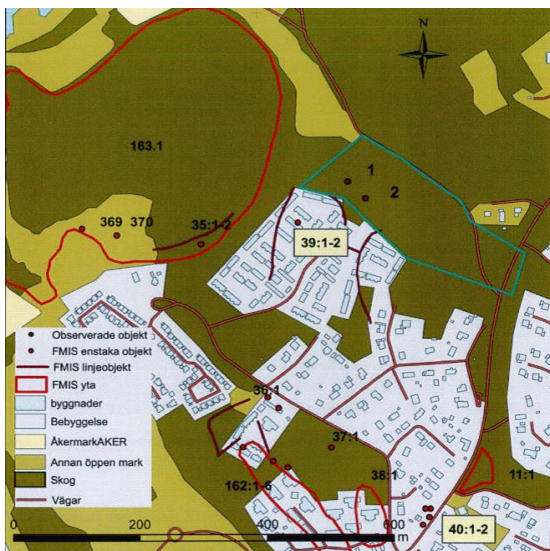 N
163.1
1
2
369 370 35:1-2
39:1-2
Observerade objekt
FMIS enstaka objekt
FMIS linjeobjekt
FMIS yta
byggnader
Bebyggelse
ÅkermarkAKER
Annan öppen mark
Skog
Vägar
36:1
37:1
162:1-6 38:1 11:1
40:1-2
0 200 400 600
m